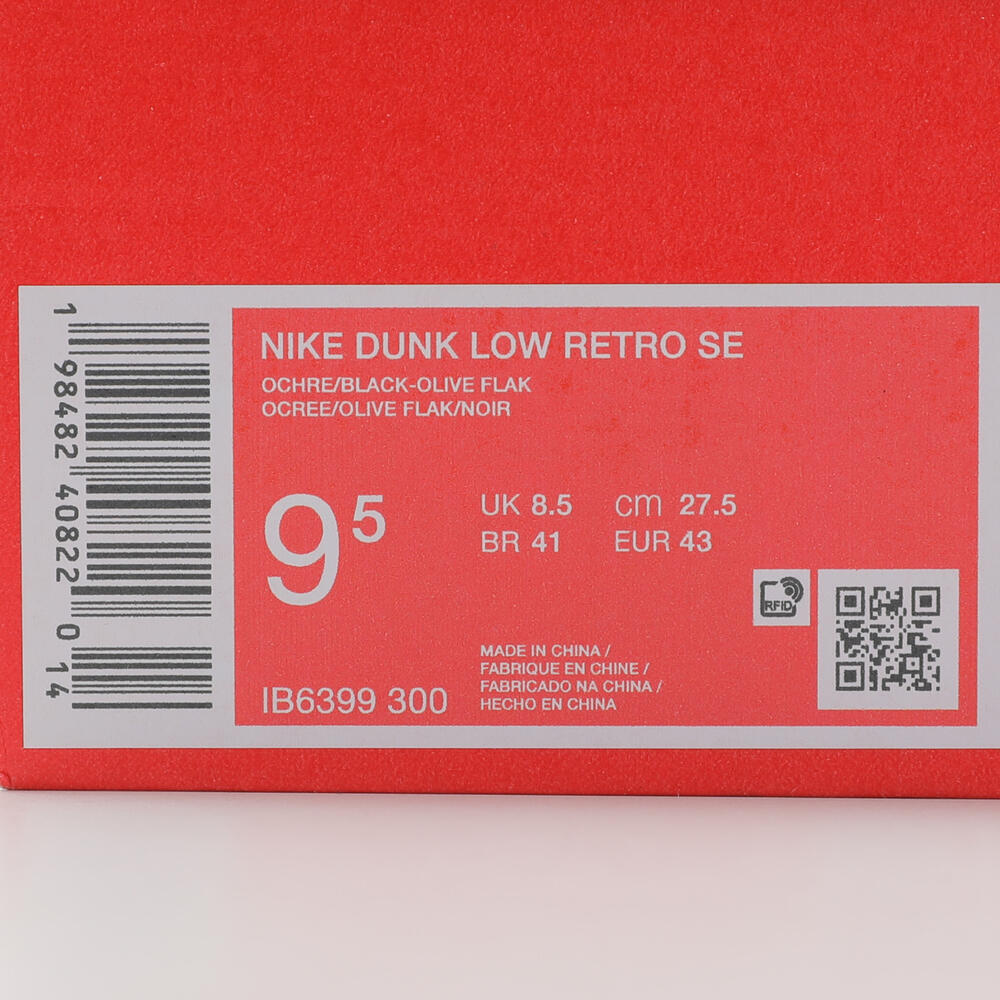 NIKE DUNK LOW RETRO SE
OCHRE/BLACK-OLIVE FLAK
OCREE/OLIVE FLAK/NOIR
9 5
UK 8.5 cm 27.5
BR 41 EUR 43
RFID
MADE IN CHINA /
FABRIQUE EN CHINE /
FABRICADO NA CHINA /
HECHO EN CHINA
IB6399 300
1 98482 40822 0 14